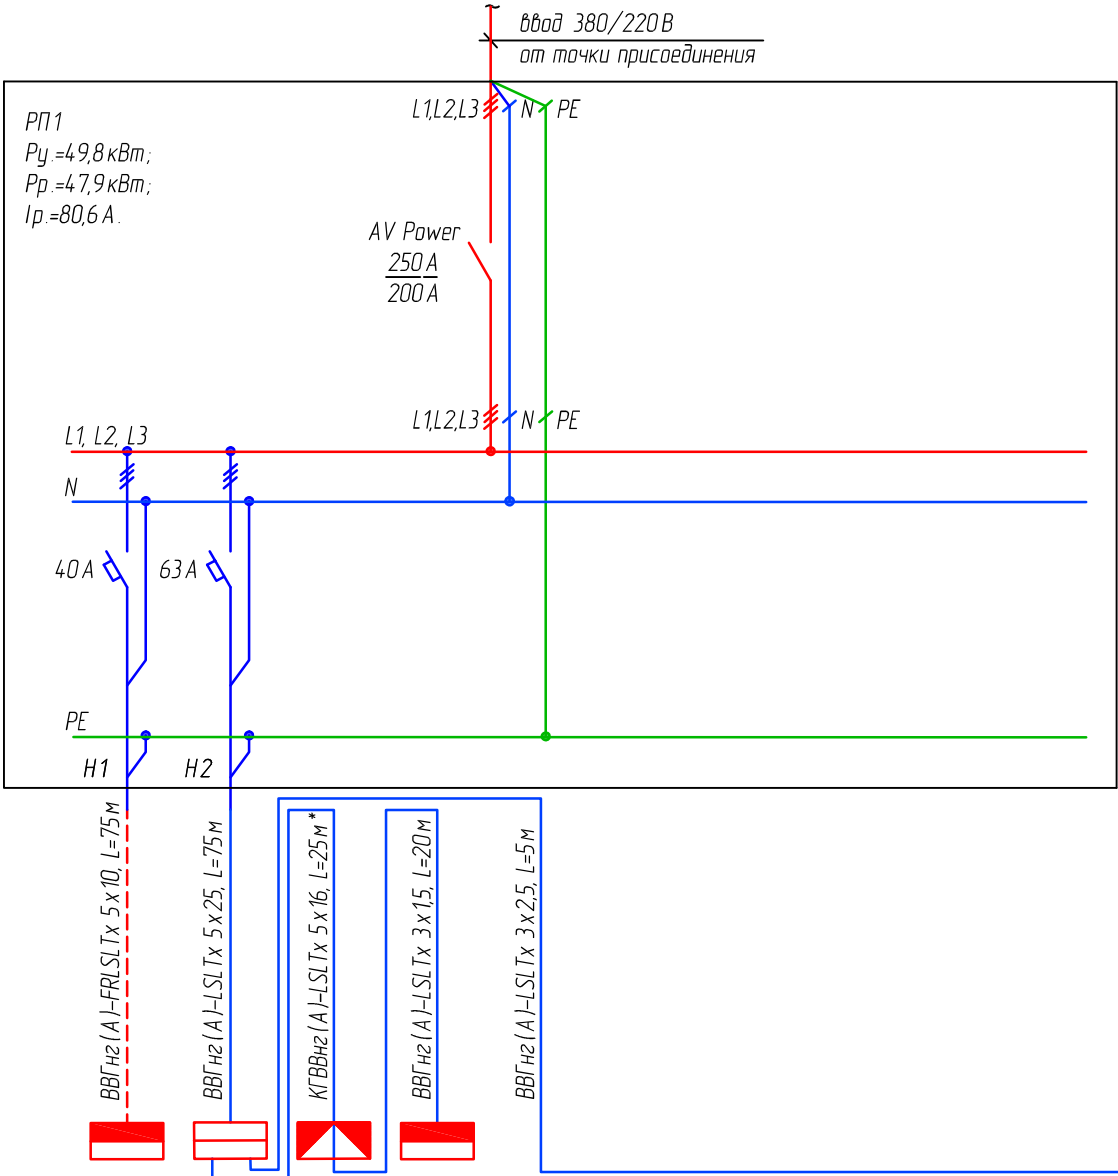 ввод 380/220 В
от точки присоединения
РП1
Ру.=49,8 кВт;
Рр.=47,9 кВт;
Iр.=80,6 А.
L1,L2,L3 N PE
AV Power
250 А
200 А
L1,L2,L3 N PE
L1, L2, L3
N
40 А
63 А
PE
Н1
Н2
ВВГнг(А)-FRLSLTx 5х10, L=75м
ВВГнг(А)-LSLTx 5х25, L=75м
КГВВнг(А)-LSLTx 5х16, L=25м*
ВВГнг(А)-LSLTx 3х1,5, L=20м
ВВГнг(А)-LSLTx 3х2,5, L=5м